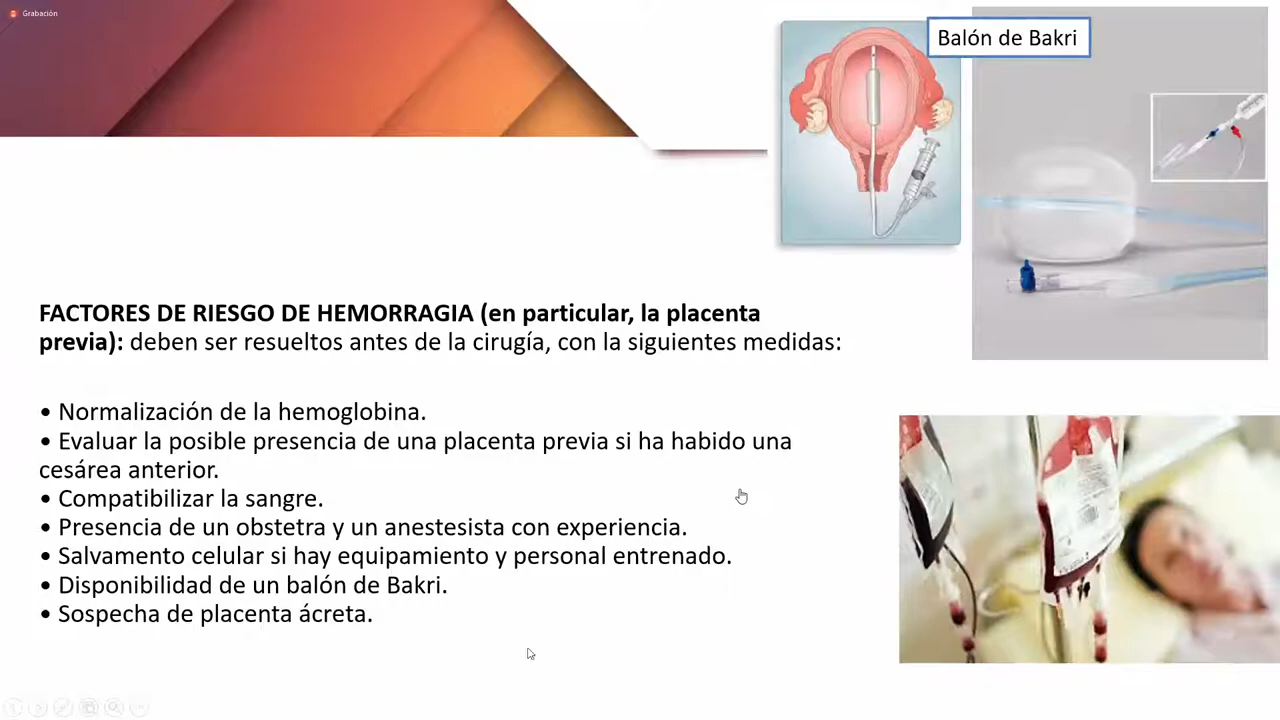 Grabación
Balón de Bakri
FACTORES DE RIESGO DE HEMORRAGIA (en particular, la placenta
previa): deben ser resueltos antes de la cirugía, con la siguientes medidas:
• Normalización de la hemoglobina.
• Evaluar la posible presencia de una placenta previa si ha habido una
cesárea anterior.
• Compatibilizar la sangre.
• Presencia de un obstetra y un anestesista con experiencia.
• Salvamento celular si hay equipamiento y personal entrenado.
• Disponibilidad de un balón de Bakri.
• Sospecha de placenta ácreta.